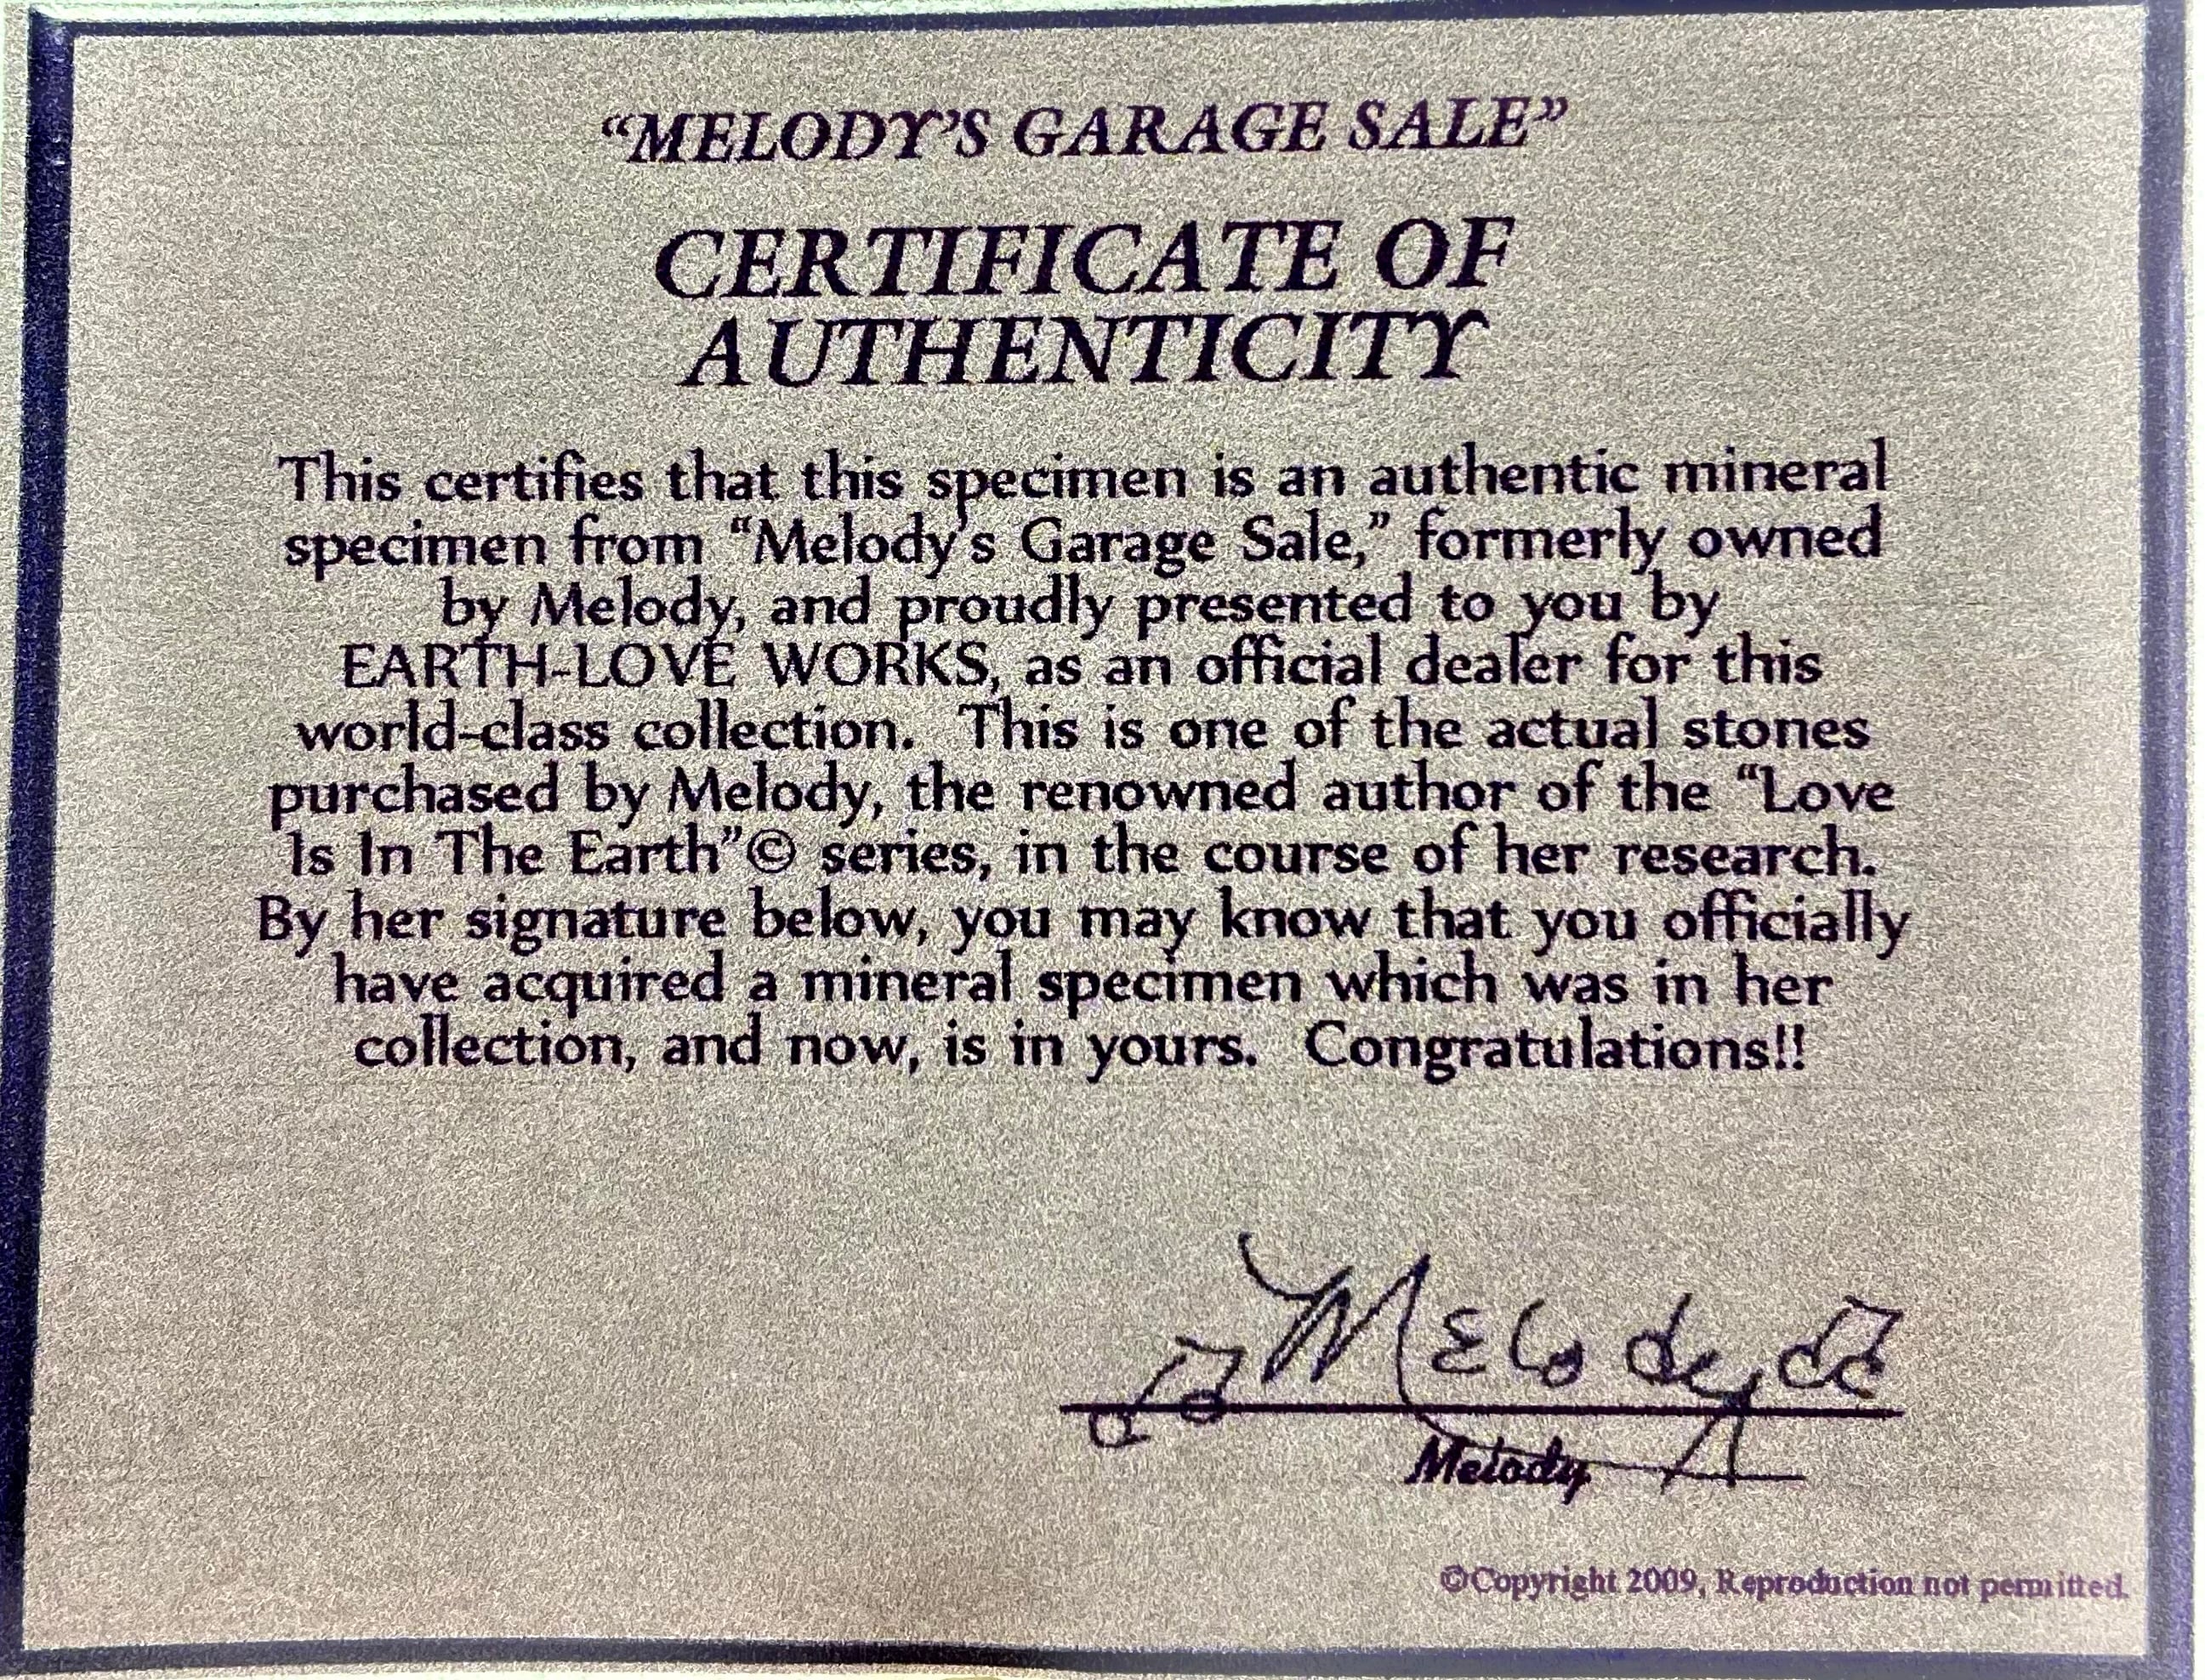 “MELODY’S GARAGE SALE”
CERTIFICATE OF
AUTHENTICITY
This certifies that this specimen is an authentic mineral
specimen from “Melody’s Garage Sale,” formerly owned
by Melody, and proudly presented to you by
EARTH-LOVE WORKS, as an official dealer for this
world-class collection. This is one of the actual stones
purchased by Melody, the renowned author of the “Love
Is In The Earth”© series, in the course of her research.
By her signature below, you may know that you officially
have acquired a mineral specimen which was in her
collection, and now, is in yours. Congratulations!!
Melody
Melody
©Copyright 2009, Reproduction not permitted.